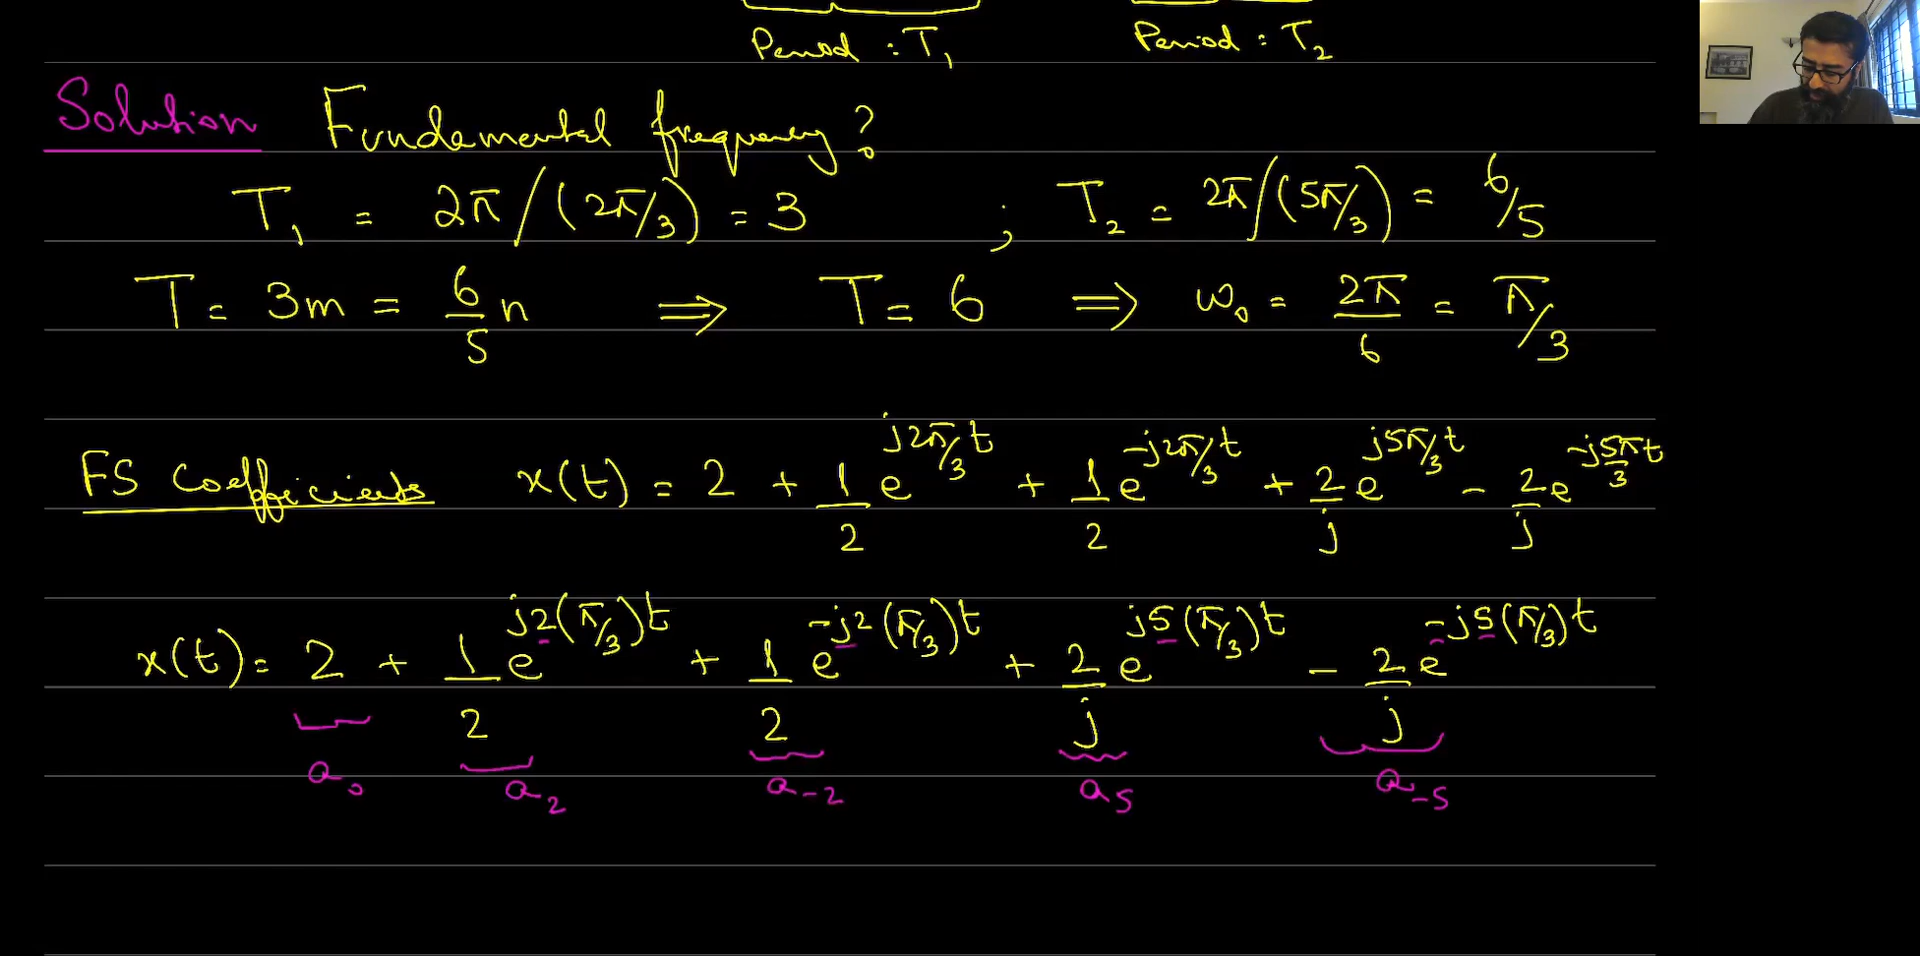 Period : T₁ Period : T₂
Solution Fundamental frequency?
T₁ = 2π/(2π/3) = 3 ; T₂ = 2π/(5π/3) = 6/5
T = 3m = 6/5 n ⇒ T = 6 ⇒ ω₀ = 2π/6 = π/3
FS Coefficients x(t) = 2 + 1/2 e^{j2π/3 t} + 1/2 e^{-j2π/3 t} + 2/j e^{j5π/3 t} - 2/j e^{-j5π/3 t}
x(t) = 2 + 1/2 e^{j2(π/3)t} + 1/2 e^{-j2(π/3)t} + 2/j e^{j5(π/3)t} - 2/j e^{-j5(π/3)t}
a₀ a₂ a₋₂ a₅ a₋₅